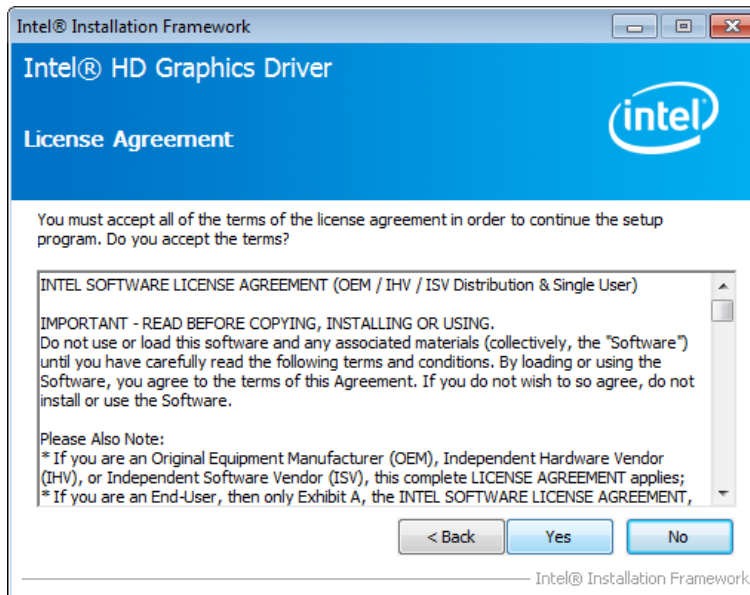 Intel® Installation Framework
Intel® HD Graphics Driver
intel
License Agreement
You must accept all of the terms of the license agreement in order to continue the setup
program. Do you accept the terms?
INTEL SOFTWARE LICENSE AGREEMENT (OEM / IHV / ISV Distribution & Single User)
IMPORTANT - READ BEFORE COPYING, INSTALLING OR USING.
Do not use or load this software and any associated materials (collectively, the "Software")
until you have carefully read the following terms and conditions. By loading or using the
Software, you agree to the terms of this Agreement. If you do not wish to so agree, do not
install or use the Software.
Please Also Note:
* If you are an Original Equipment Manufacturer (OEM), Independent Hardware Vendor
(IHV), or Independent Software Vendor (ISV), this complete LICENSE AGREEMENT applies;
* If you are an End-User, then only Exhibit A, the INTEL SOFTWARE LICENSE AGREEMENT,
< Back Yes No
Intel® Installation Framework